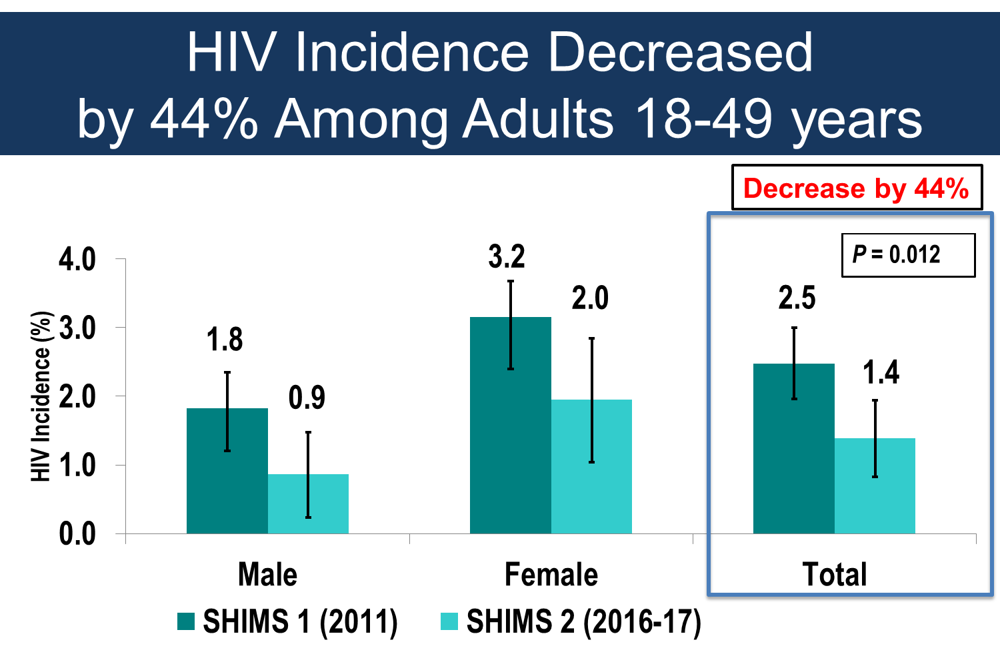 HIV Incidence Decreased
by 44% Among Adults 18-49 years
Decrease by 44%
P = 0.012
HIV Incidence (%)
4.0
3.0
2.0
1.0
0.0
1.8
0.9
3.2
2.0
2.5
1.4
Male
Female
Total
SHIMS 1 (2011)
SHIMS 2 (2016-17)